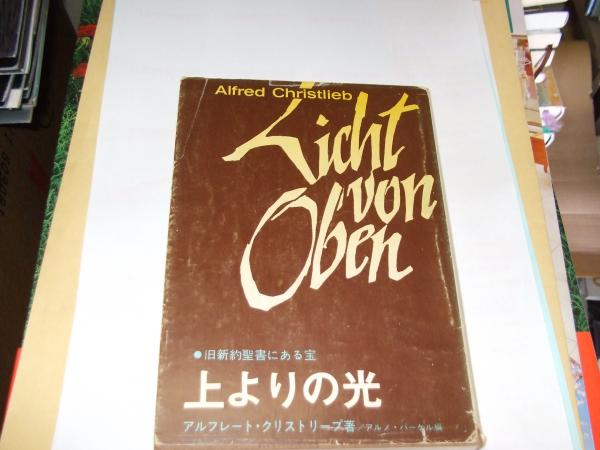 Alfred Christlieb
Licht
von
Oben
●旧新約聖書にある宝
上よりの光
アルフレート・クリストリープ著／アルノ・パーゲル編